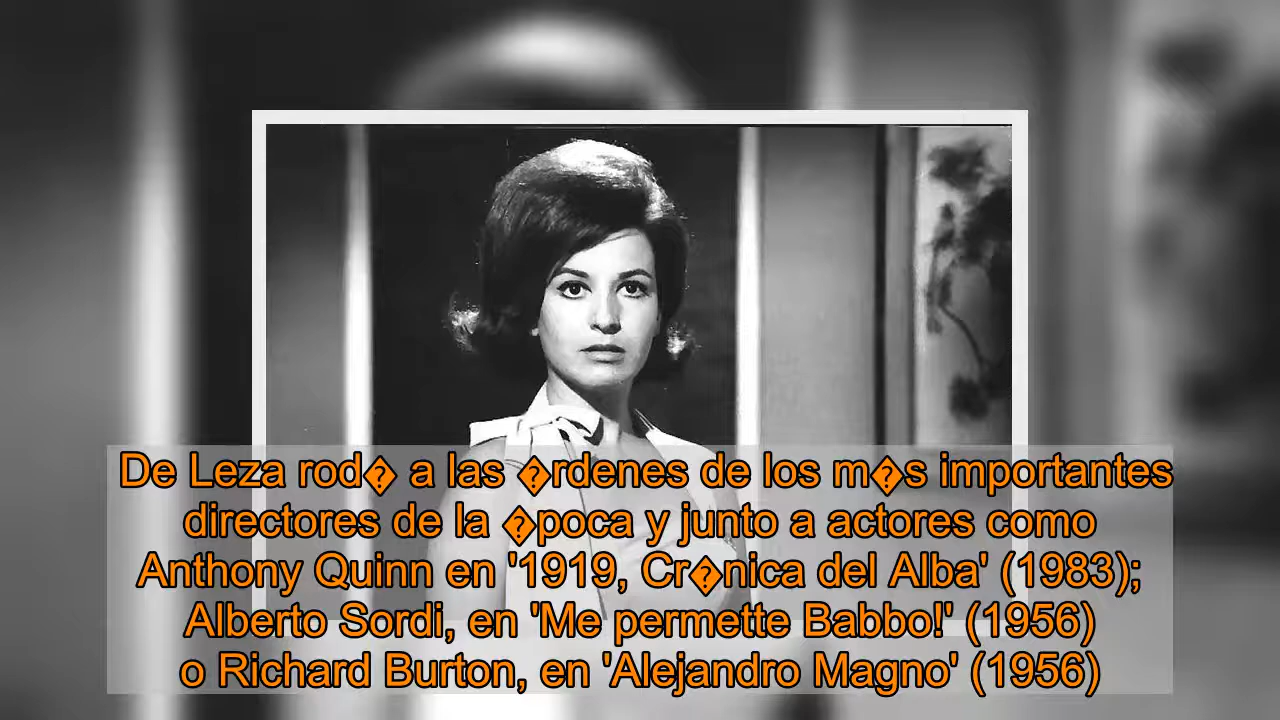 De Leza rod� a las �rdenes de los m�s importantes
directores de la �poca y junto a actores como
Anthony Quinn en '1919, Cr�nica del Alba' (1983);
Alberto Sordi, en 'Me permette Babbo!' (1956)
o Richard Burton, en 'Alejandro Magno' (1956)